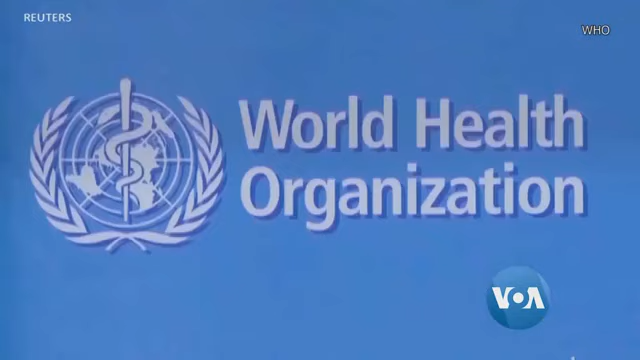 REUTERS
WHO
World Health
Organization
VOA